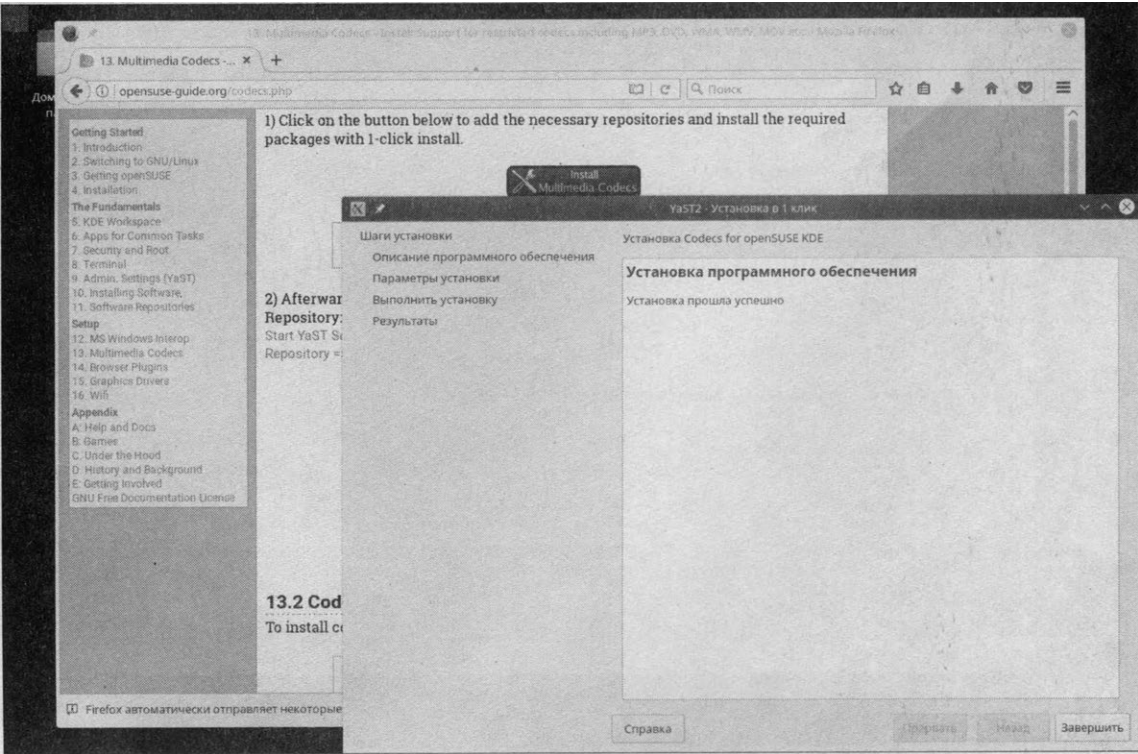 13. Multimedia Codecs - Install Support for restricted codecs including MP3, DVD, WMA, WMV, MOV
Mozilla Firefox
13. Multimedia Codecs -... × +
opensuse-guide.org/codecs.php
Поиск
Дом
п
Getting Started
1. Introduction
2. Switching to GNU/Linux
3. Getting openSUSE
4. Installation
The Fundamentals
5. KDE Workspace
6. Apps for Common Tasks
7. Security and Root
8. Terminal
9. Admin. Settings (YaST)
10. Installing Software
11. Software Repositories
Setup
12. MS Windows Interop
13. Multimedia Codecs
14. Browser Plugins
15. Graphics Drivers
16. Wifi
Appendix
A: Help and Docs
B: Games
C: Under the Hood
D: History and Background
E: Getting Involved
GNU Free Documentation License
1) Click on the button below to add the necessary repositories and install the required
packages with 1-click install.
Install
Multimedia Codecs
2) Afterwar
Repository:
Start YaST S
Repository =
13.2 Cod
To install c
Firefox автоматически отправляет некоторые
YaST2 - Установка в 1 клик
Шаги установки
Описание программного обеспечения
Параметры установки
Выполнить установку
Результаты
Установка Codecs for openSUSE KDE
Установка программного обеспечения
Установка прошла успешно
Справка
Прервать
Назад
Завершить